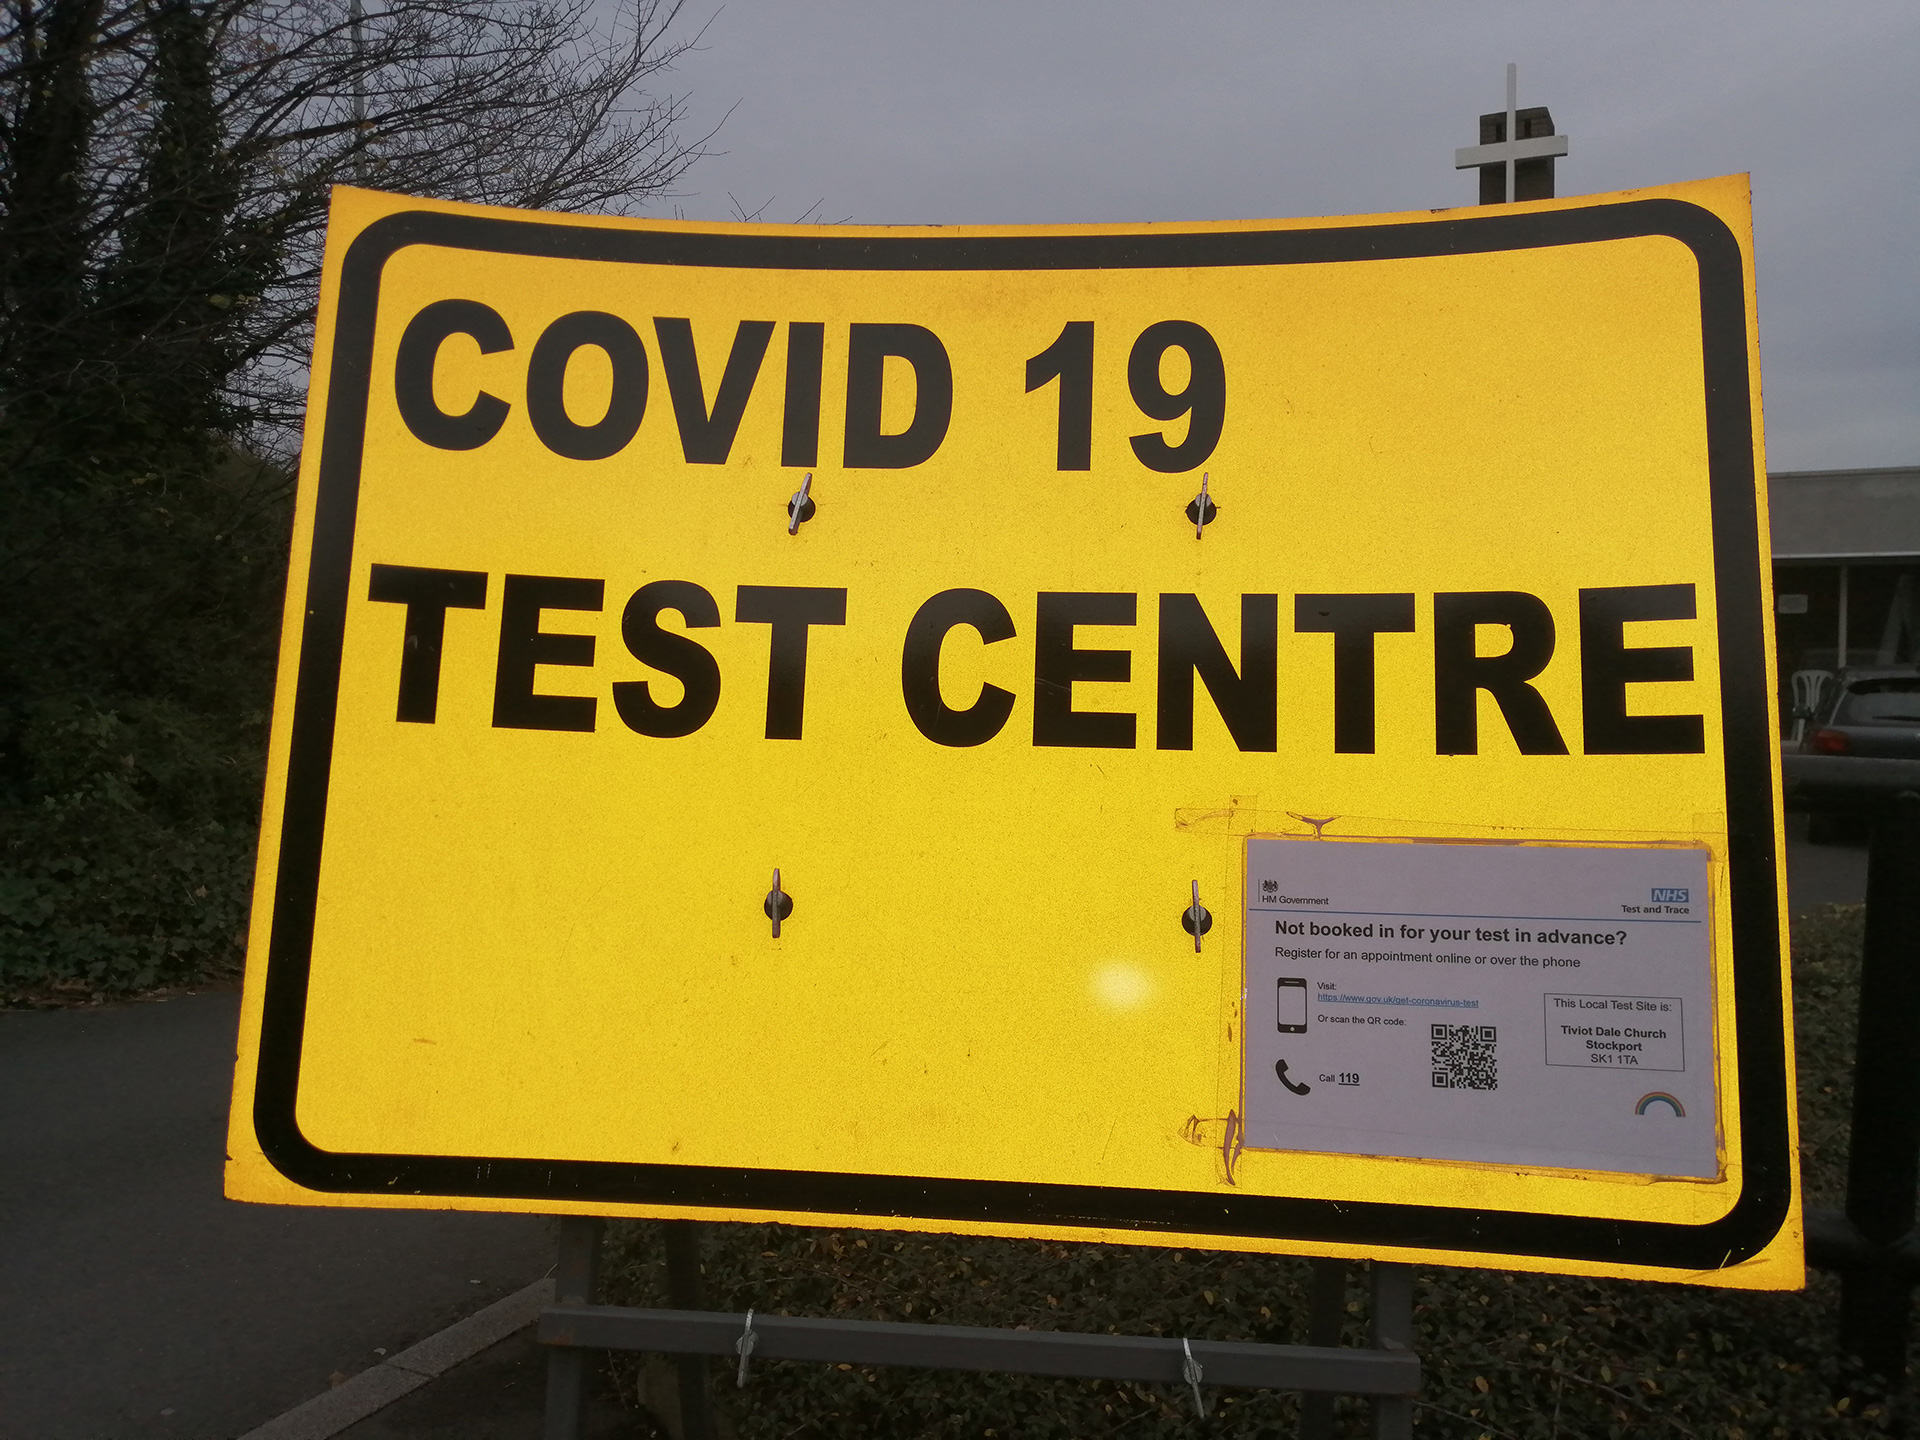 COVID 19
TEST CENTRE
HM Government
NHS
Test and Trace
Not booked in for your test in advance?
Register for an appointment online or over the phone
Visit:
https://www.gov.uk/get-coronavirus-test
Or scan the QR code:
Call 119
This Local Test Site is:
Tiviot Dale Church
Stockport
SK1 1TA